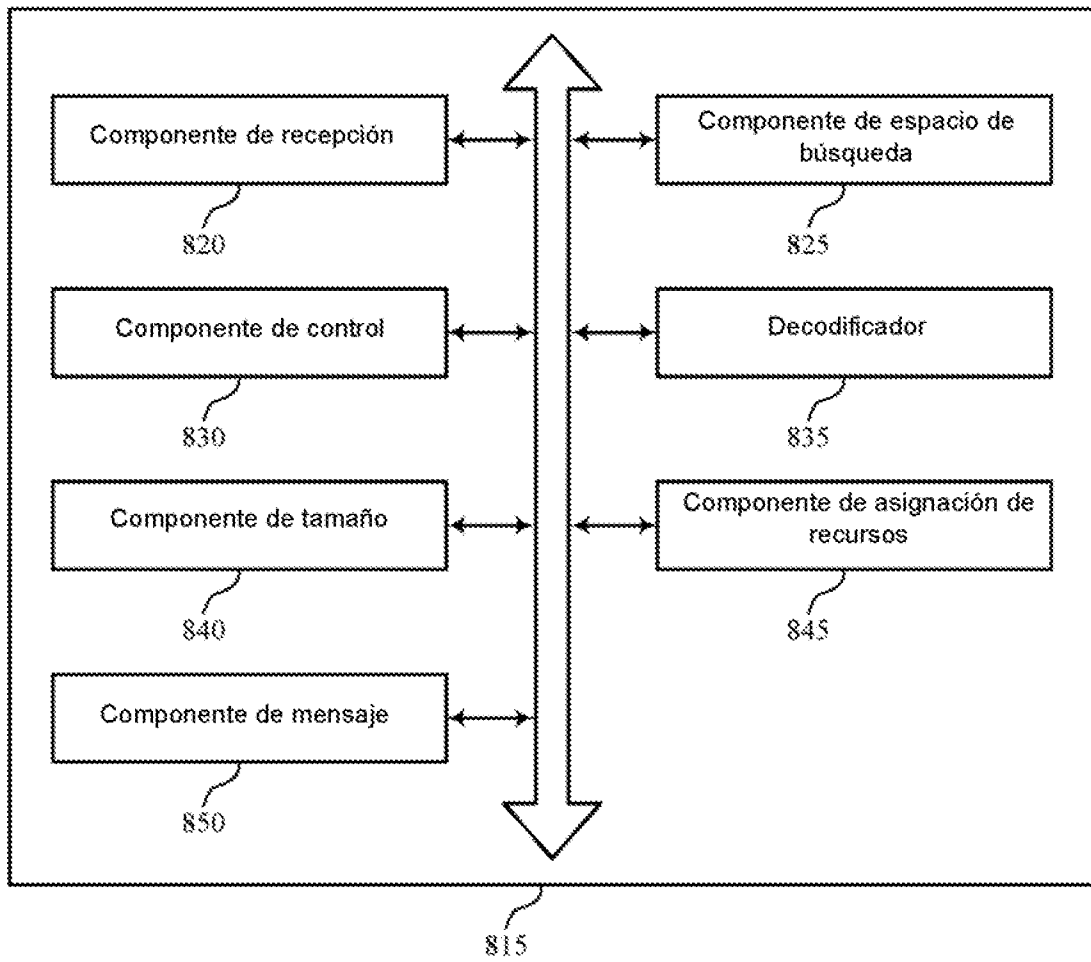 Componente de recepción
820
Componente de espacio de
búsqueda
825
Componente de control
830
Decodificador
835
Componente de tamaño
840
Componente de asignación de
recursos
845
Componente de mensaje
850
815